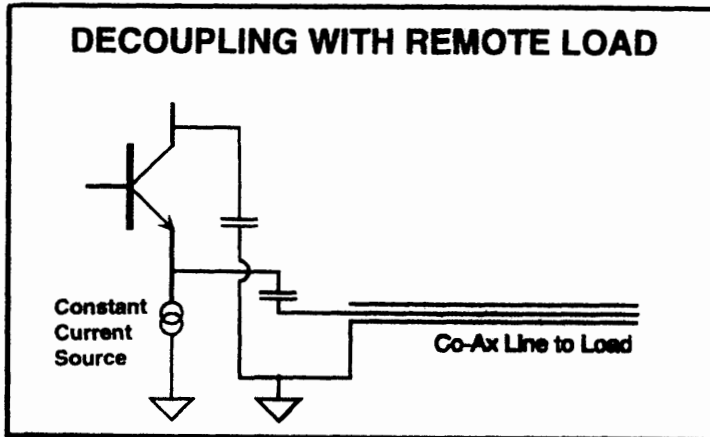 DECOUPLING WITH REMOTE LOAD
Constant
Current
Source
Co-Ax Line to Load